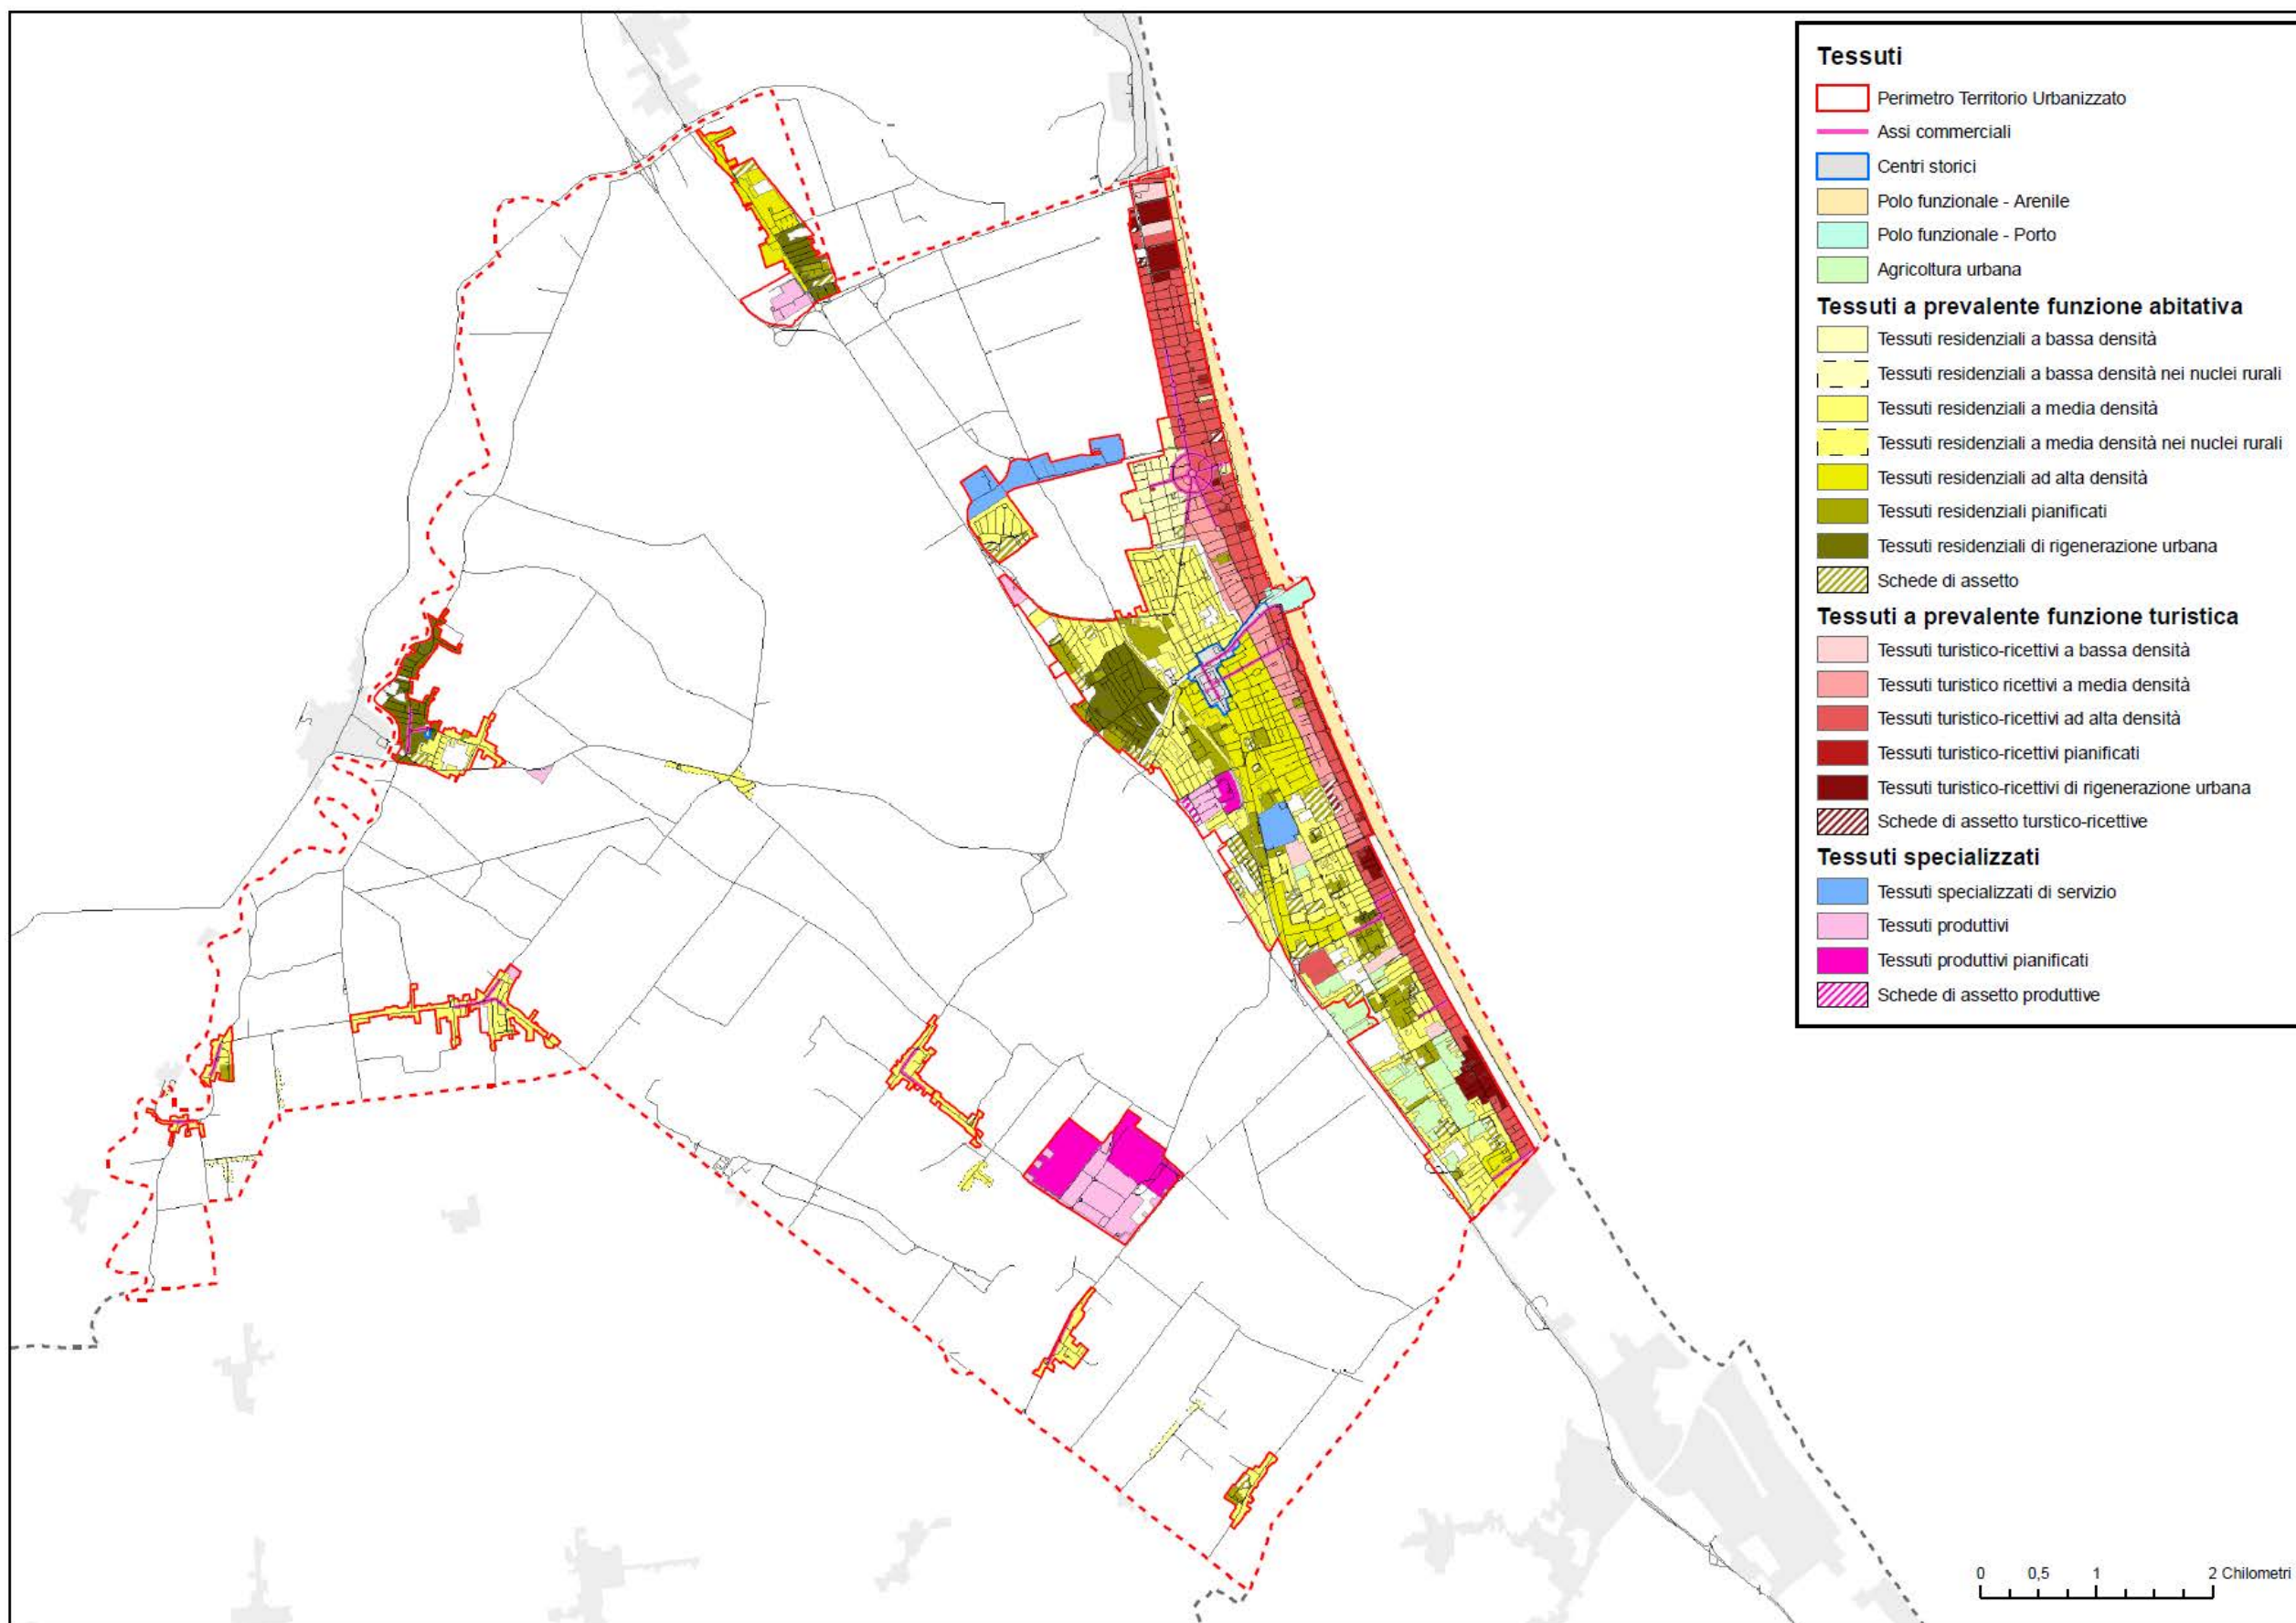 Tessuti
Perimetro Territorio Urbanizzato
Assi commerciali
Centri storici
Polo funzionale - Arenile
Polo funzionale - Porto
Agricoltura urbana
Tessuti a prevalente funzione abitativa
Tessuti residenziali a bassa densità
Tessuti residenziali a bassa densità nei nuclei rurali
Tessuti residenziali a media densità
Tessuti residenziali a media densità nei nuclei rurali
Tessuti residenziali ad alta densità
Tessuti residenziali pianificati
Tessuti residenziali di rigenerazione urbana
Schede di assetto
Tessuti a prevalente funzione turistica
Tessuti turistico-ricettivi a bassa densità
Tessuti turistico ricettivi a media densità
Tessuti turistico-ricettivi ad alta densità
Tessuti turistico-ricettivi pianificati
Tessuti turistico-ricettivi di rigenerazione urbana
Schede di assetto turstico-ricettive
Tessuti specializzati
Tessuti specializzati di servizio
Tessuti produttivi
Tessuti produttivi pianificati
Schede di assetto produttive
0 0,5 1 2 Chilometri